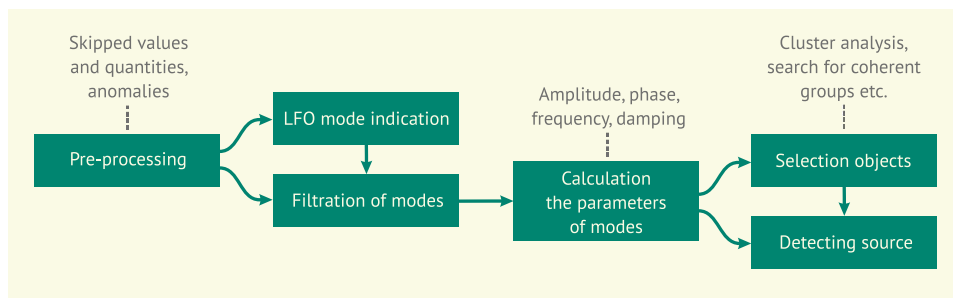 Skipped values
and quantities,
anomalies
Pre-processing
LFO mode indication
Filtration of modes
Amplitude, phase,
frequency, damping
Calculation
the parameters
of modes
Cluster analysis,
search for coherent
groups etc.
Selection objects
Detecting source